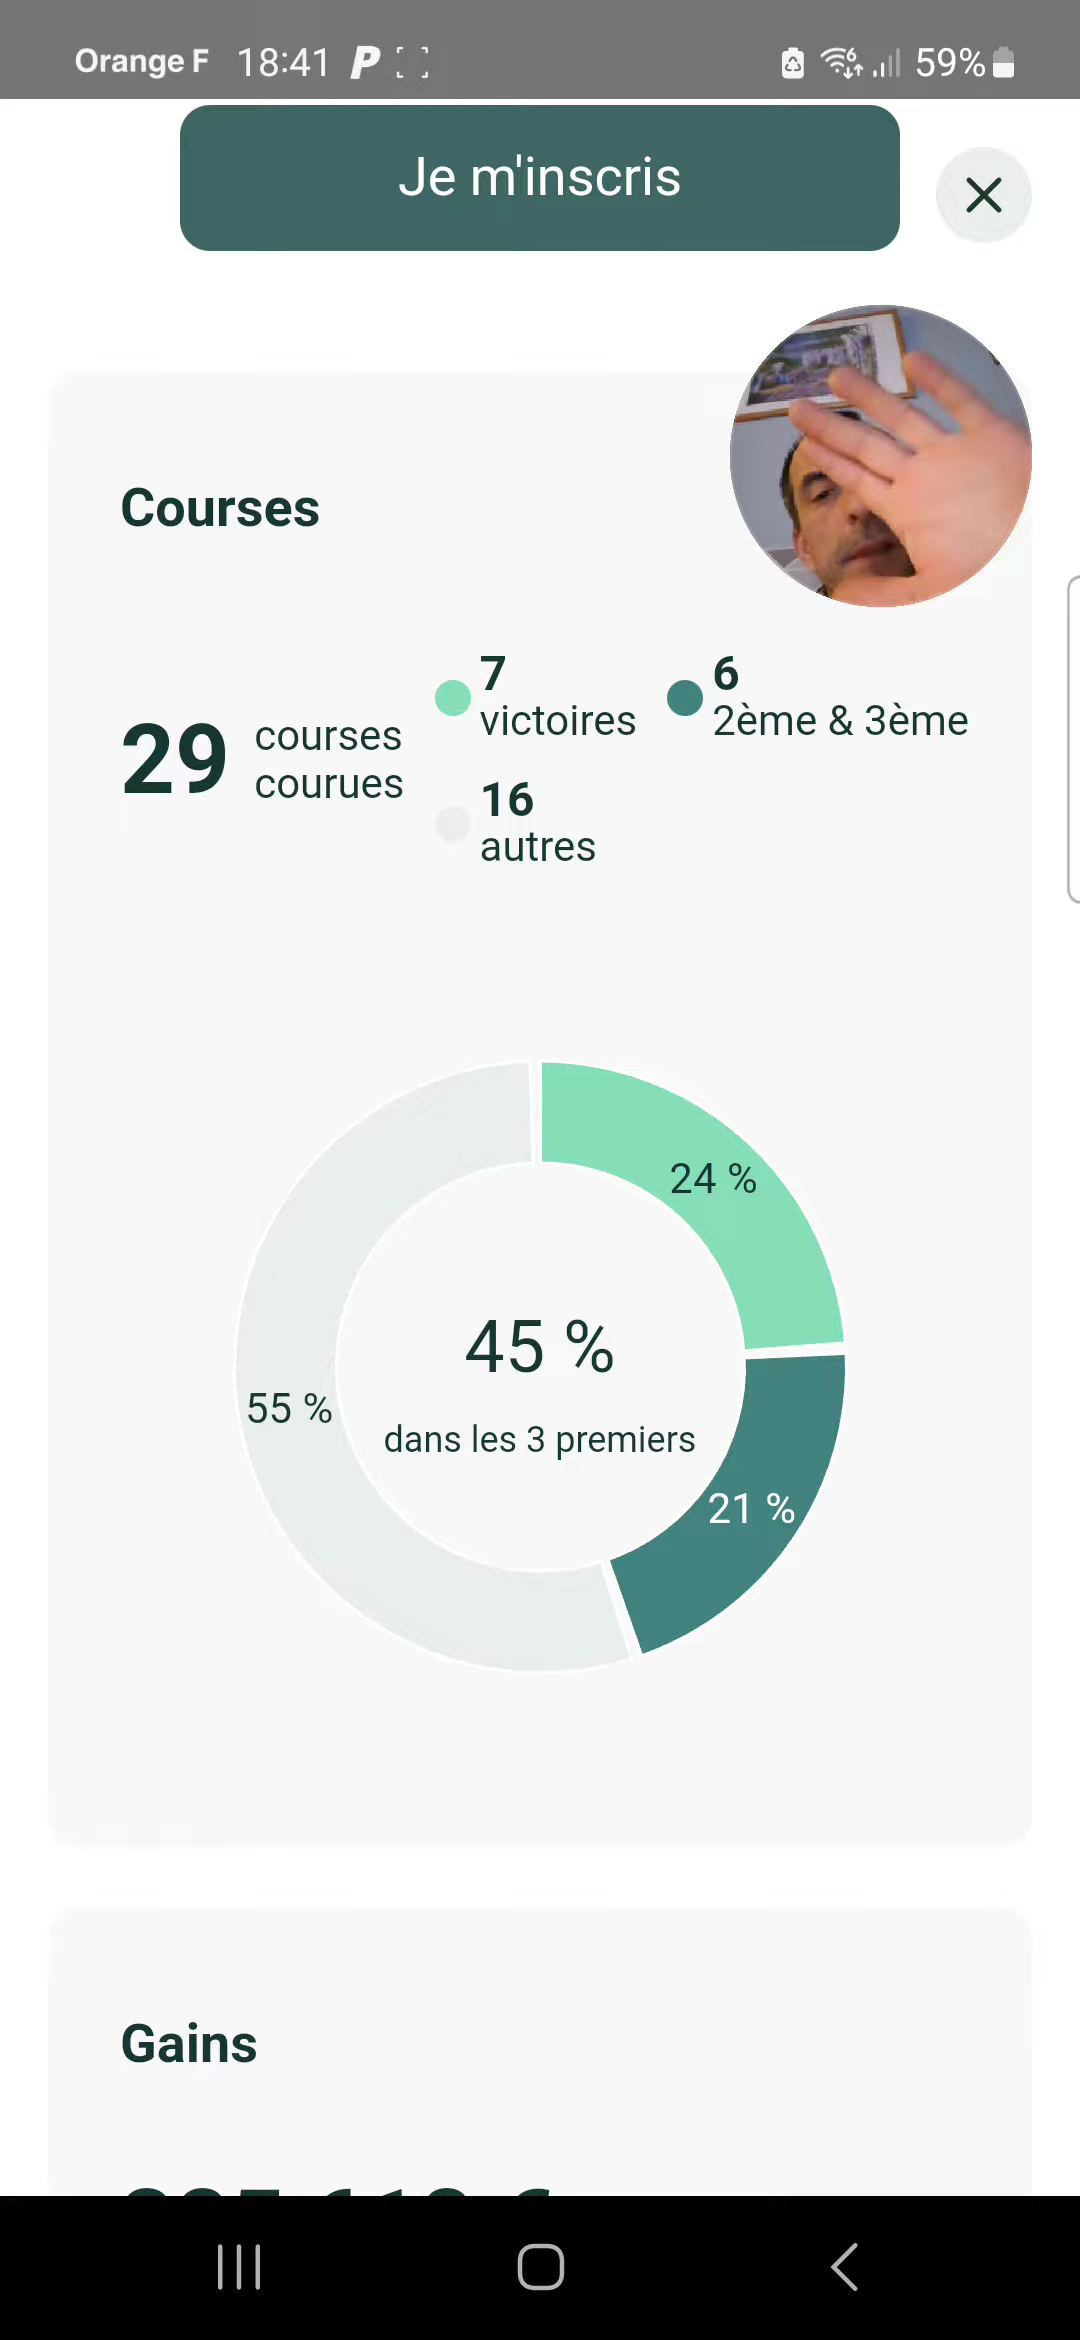 Orange F 18:41 59%
Je m'inscris
Courses
29 courses courues
7 victoires
6 2ème & 3ème
16 autres
24 %
45 %
dans les 3 premiers
55 %
21 %
Gains